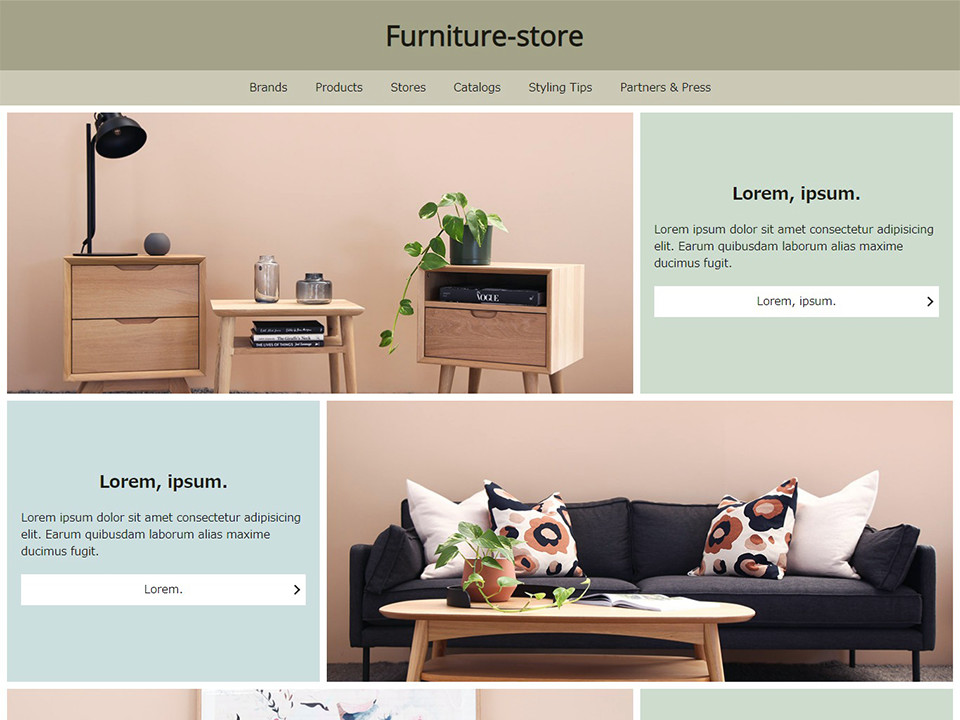 Furniture-store
Brands Products Stores Catalogs Styling Tips Partners & Press
Lorem, ipsum.
Lorem ipsum dolor sit amet consectetur adipisicing
elit. Earum quibusdam laborum alias maxime
ducimus fugit.
Lorem, ipsum.
VOGUE
Lorem, ipsum.
Lorem ipsum dolor sit amet consectetur adipisicing
elit. Earum quibusdam laborum alias maxime
ducimus fugit.
Lorem.